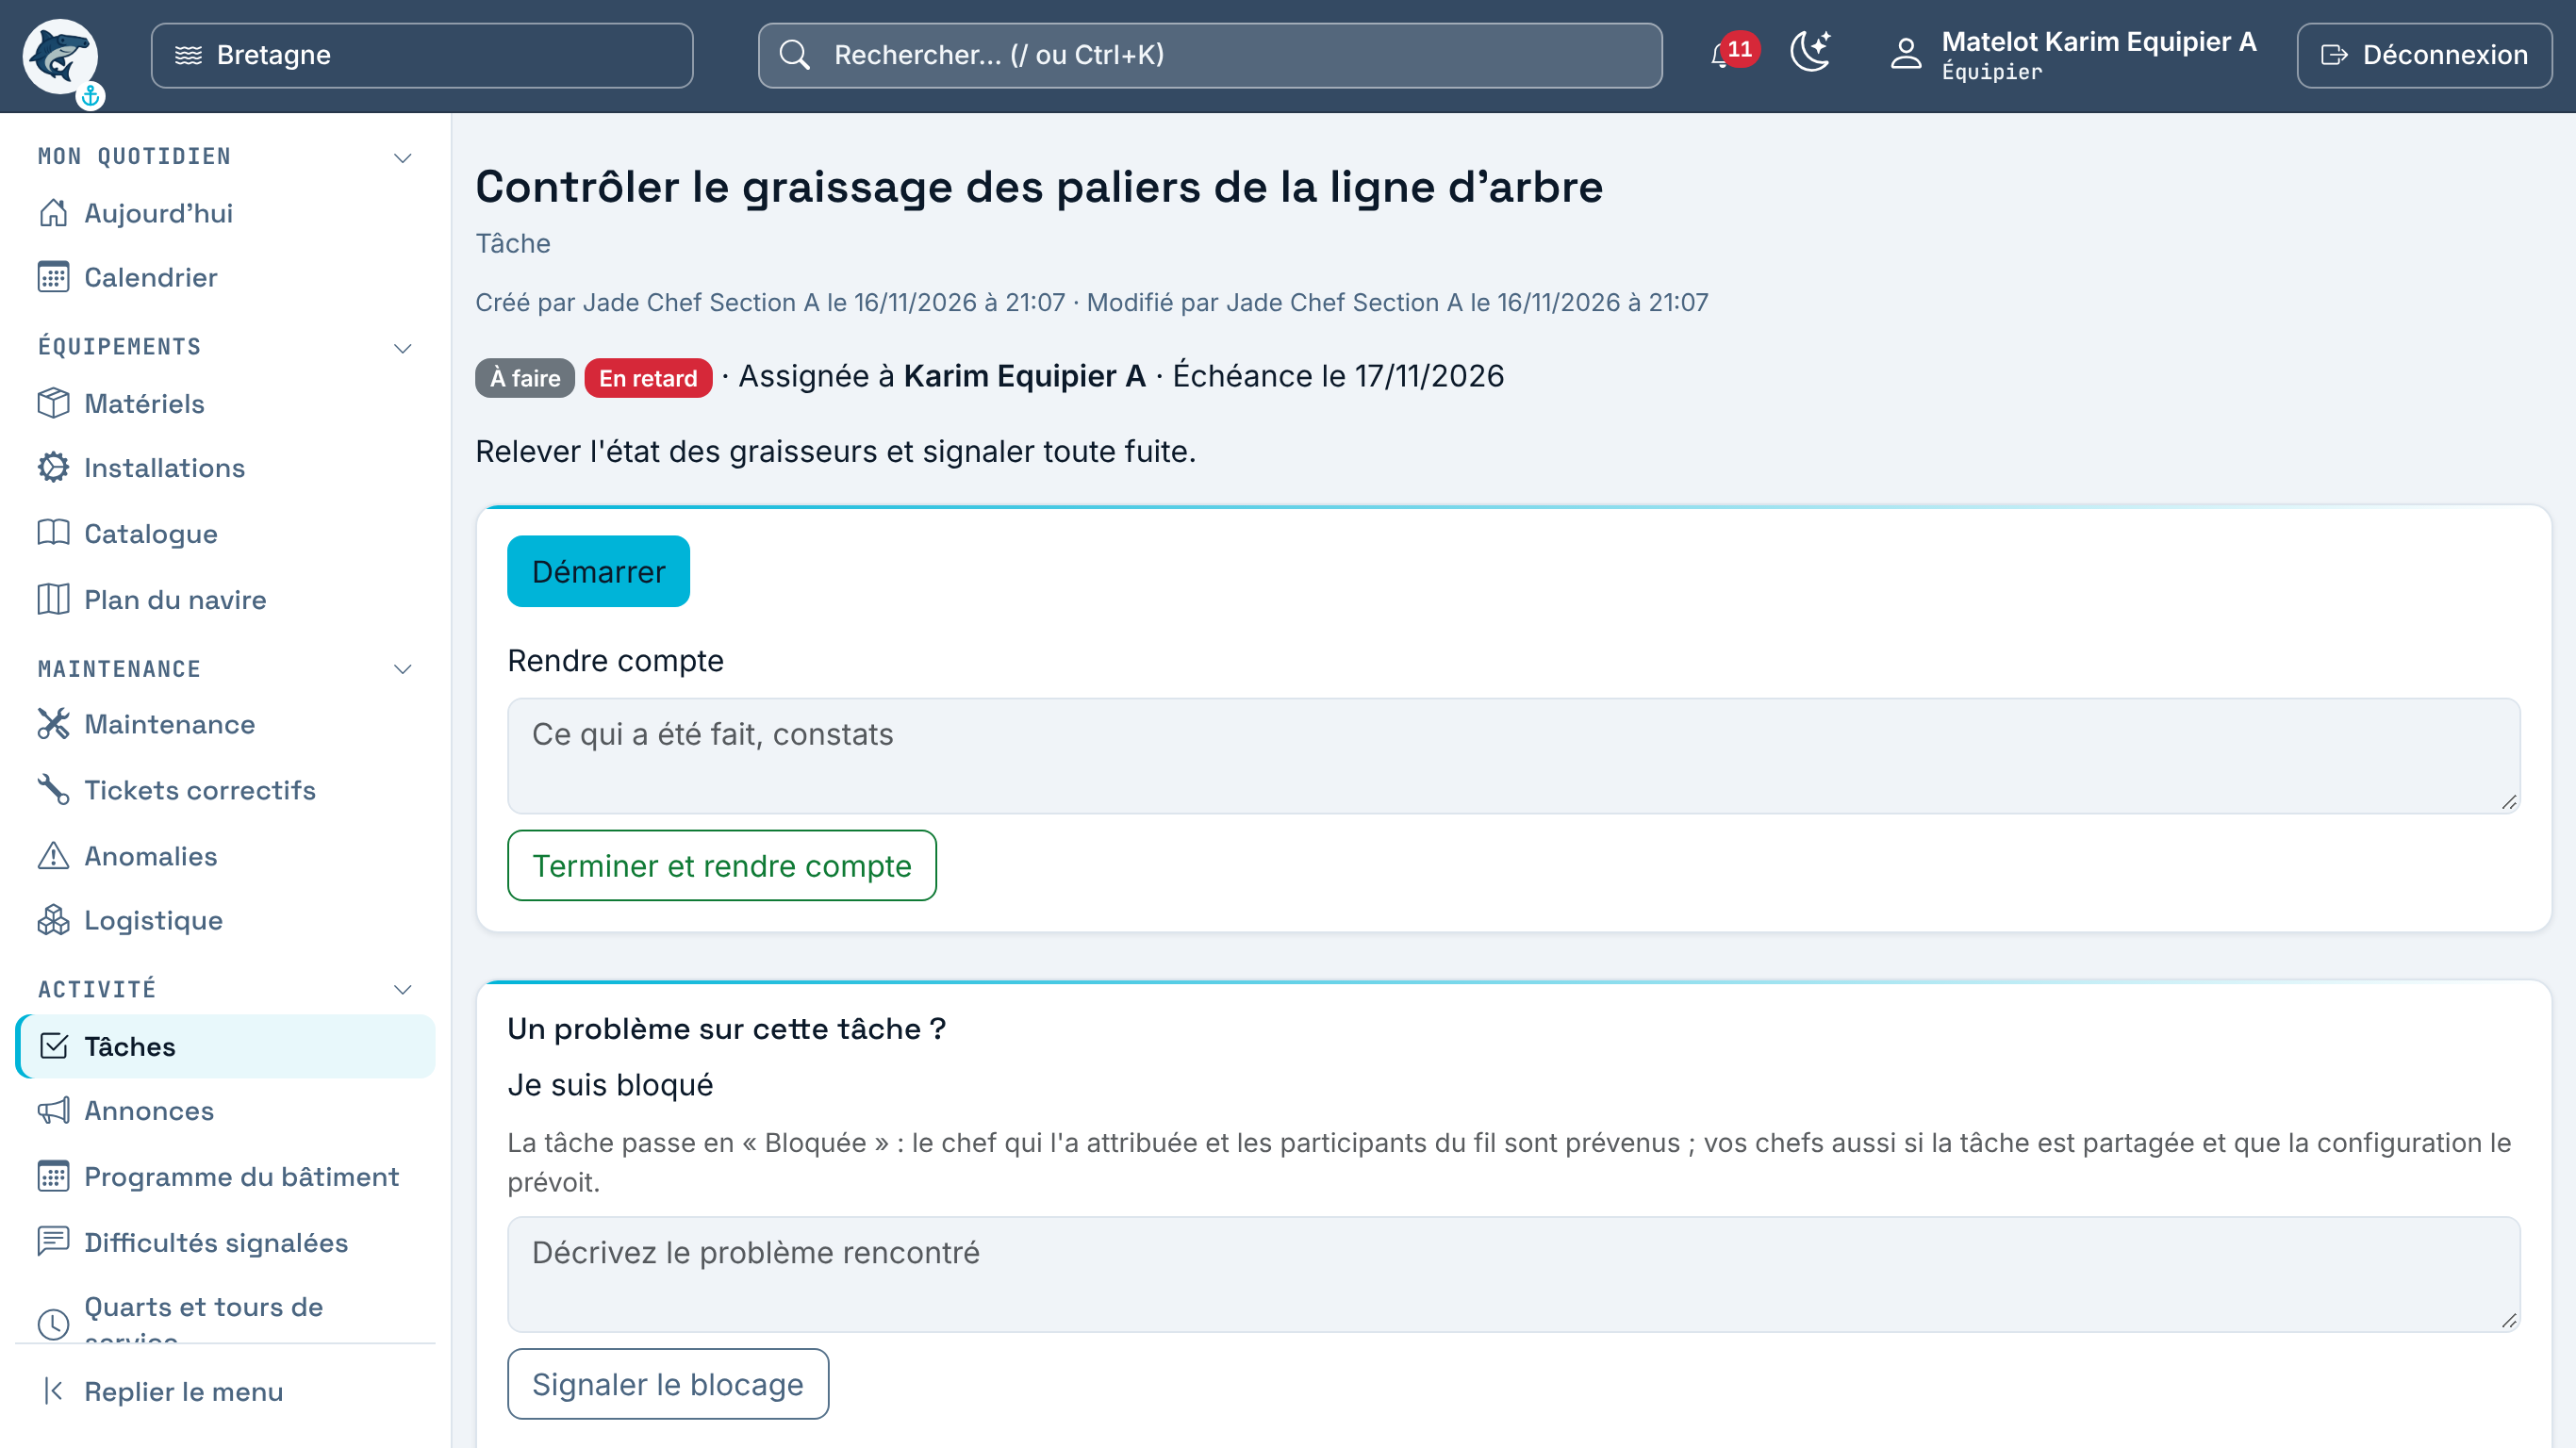 Bretagne
Rechercher... (/ ou Ctrl+K)
11
Matelot Karim Equipier A
Équipier
Déconnexion
MON QUOTIDIEN
Aujourd'hui
Calendrier
ÉQUIPEMENTS
Matériels
Installations
Catalogue
Plan du navire
MAINTENANCE
Maintenance
Tickets correctifs
Anomalies
Logistique
ACTIVITÉ
Tâches
Annonces
Programme du bâtiment
Difficultés signalées
Quarts et tours de
service
Replier le menu
Contrôler le graissage des paliers de la ligne d'arbre
Tâche
Créé par Jade Chef Section A le 16/11/2026 à 21:07 · Modifié par Jade Chef Section A le 16/11/2026 à 21:07
À faire En retard · Assignée à Karim Equipier A · Échéance le 17/11/2026
Relever l'état des graisseurs et signaler toute fuite.
Démarrer
Rendre compte
Ce qui a été fait, constats
Terminer et rendre compte
Un problème sur cette tâche ?
Je suis bloqué
La tâche passe en « Bloquée » : le chef qui l'a attribuée et les participants du fil sont prévenus ; vos chefs aussi si la tâche est partagée et que la configuration le
prévoit.
Décrivez le problème rencontré
Signaler le blocage